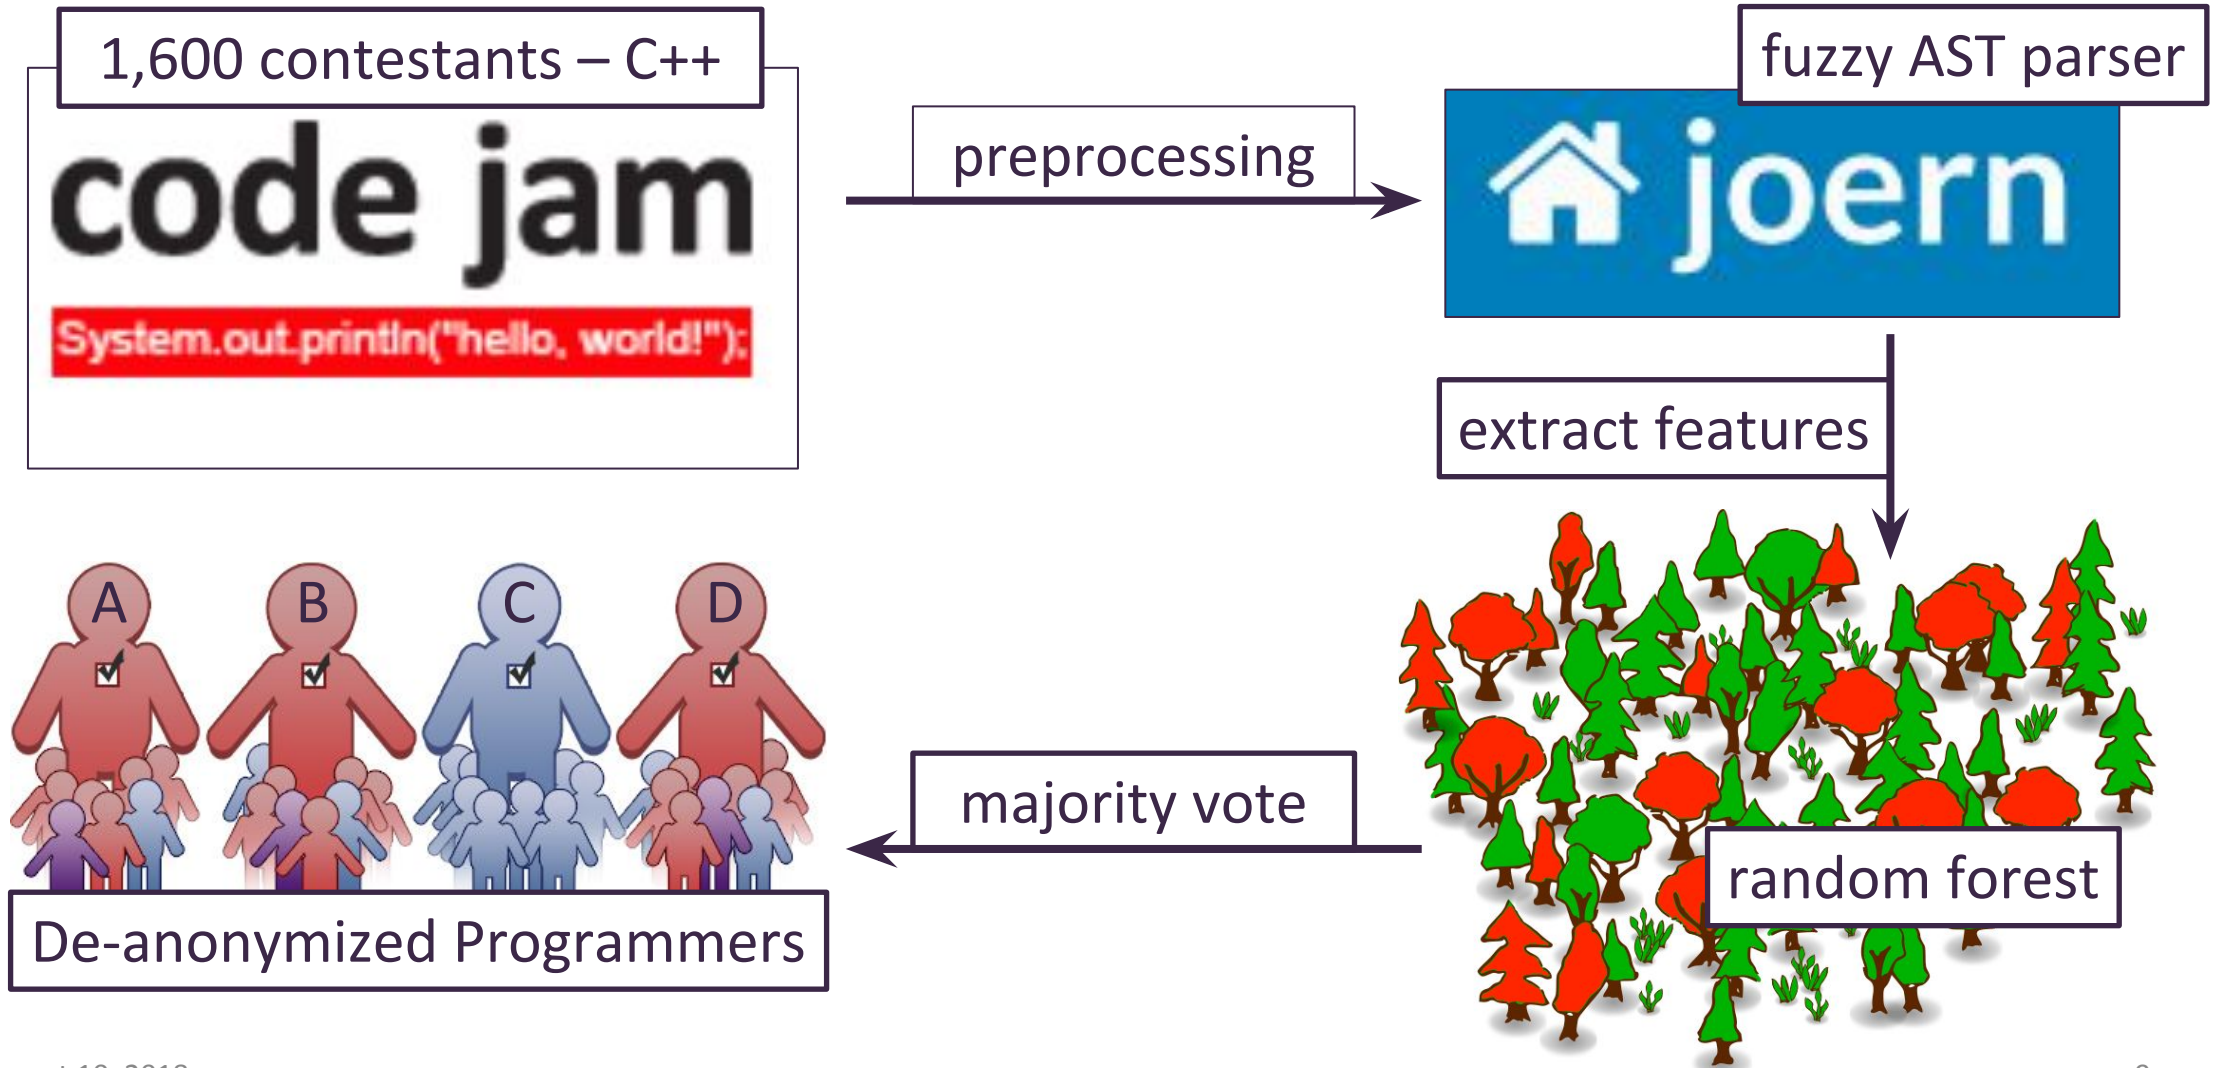 1,600 contestants – C++
code jam
System.out.println("hello, world!");
preprocessing
fuzzy AST parser
joern
extract features
random forest
majority vote
A B C D
De-anonymized Programmers